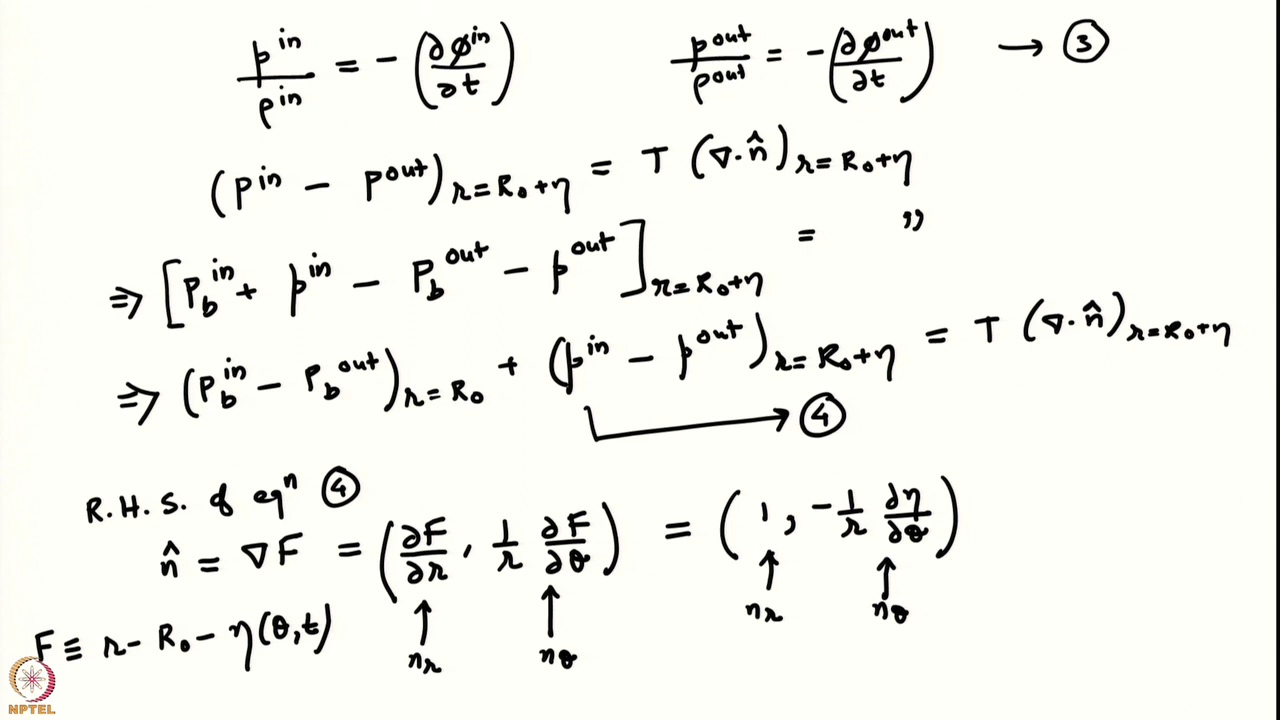 p^in / ρ^in = - (∂φ^in / ∂t)    p^out / ρ^out = - (∂φ^out / ∂t) → ③
(P^in - P^out)_{r=R₀+η} = T (∇·n̂)_{r=R₀+η}
⇒ [P_b^in + p^in - P_b^out - p^out]_{r=R₀+η} = ”
⇒ (P_b^in - P_b^out)_{r=R₀} + (p^in - p^out)_{r=R₀+η} = T (∇·n̂)_{r=R₀+η}
→ ④
R.H.S. of eqⁿ ④
n̂ = ∇F = (∂F/∂r, 1/r ∂F/∂θ) = (1, -1/r ∂η/∂θ)
↑ ↑ ↑ ↑
n_r n_θ n_r n_θ
F ≡ r - R₀ - η(θ,t)
NPTEL